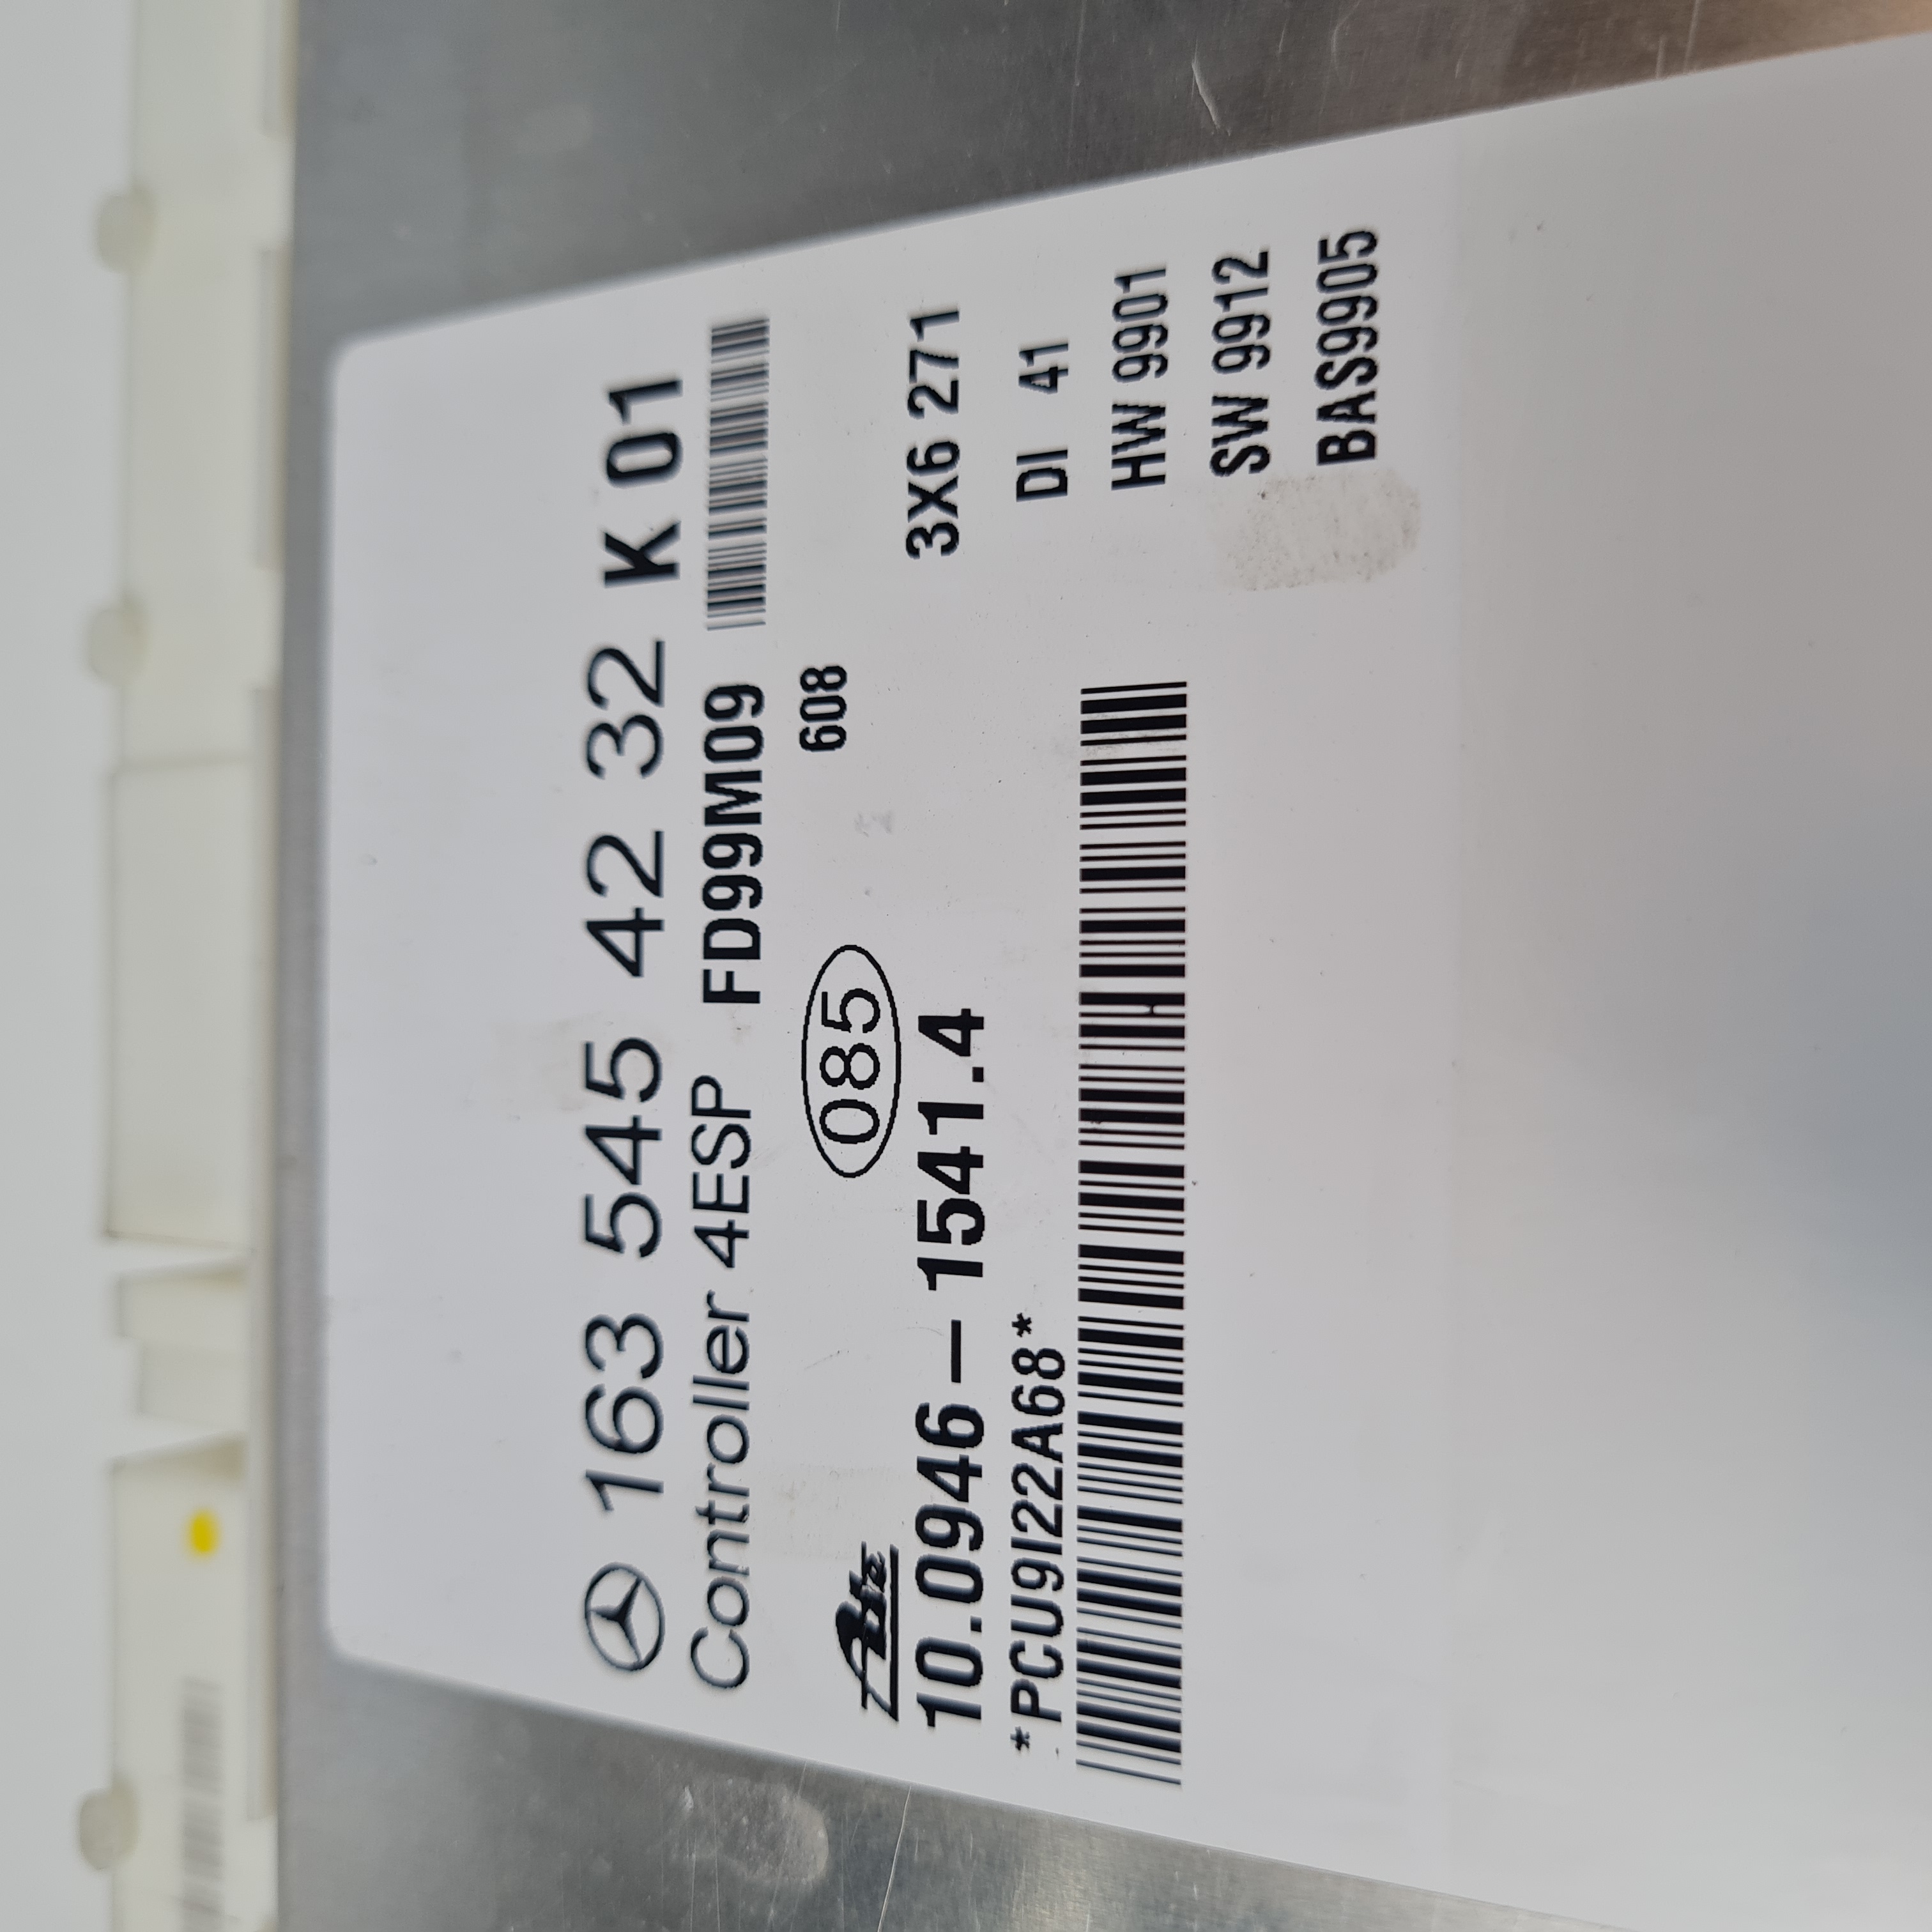 163 545 42 32 K 01
Controller 4ESP FD99M09
085 608
Ate
10.0946-1541.4 3X6 271
*PCU9I22A68* DI 41
HW 9901
SW 9912
BAS9905